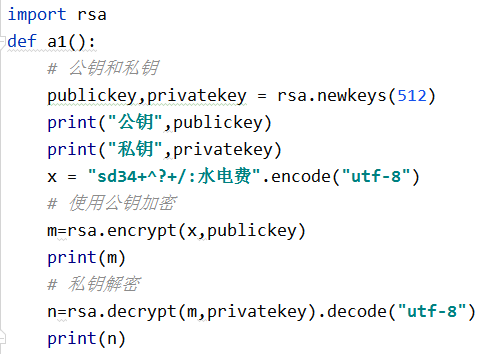 import rsa
def a1():
    # 公钥和私钥
    publickey,privatekey = rsa.newkeys(512)
    print("公钥",publickey)
    print("私钥",privatekey)
    x = "sd34+^?+/:水电费".encode("utf-8")
    # 使用公钥加密
    m=rsa.encrypt(x,publickey)
    print(m)
    # 私钥解密
    n=rsa.decrypt(m,privatekey).decode("utf-8")
    print(n)